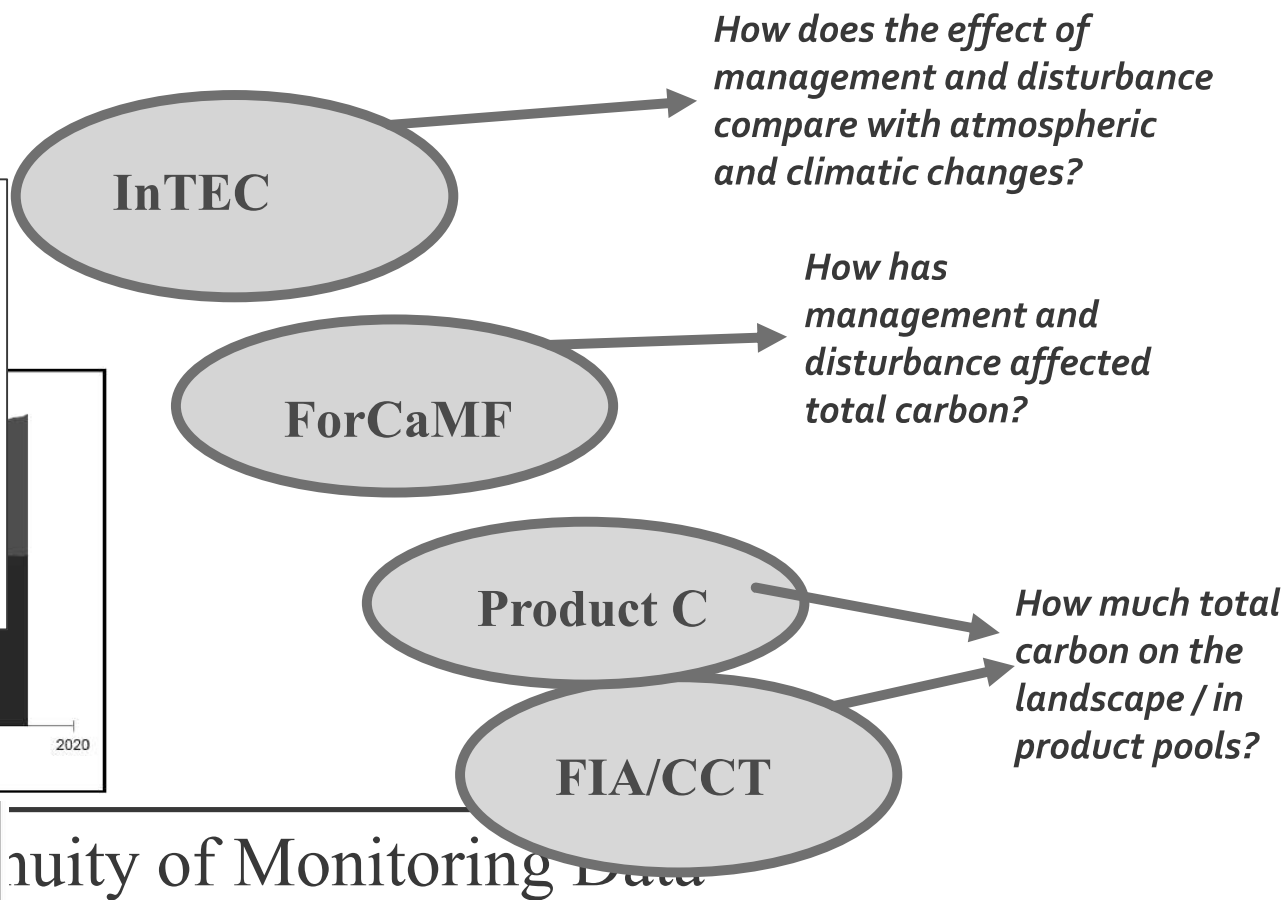 How does the effect of
management and disturbance
compare with atmospheric
and climatic changes?
InTEC
How has
management and
disturbance affected
total carbon?
ForCaMF
Product C
How much total
carbon on the
landscape / in
product pools?
FIA/CCT
2020
nuity of Monitoring Data